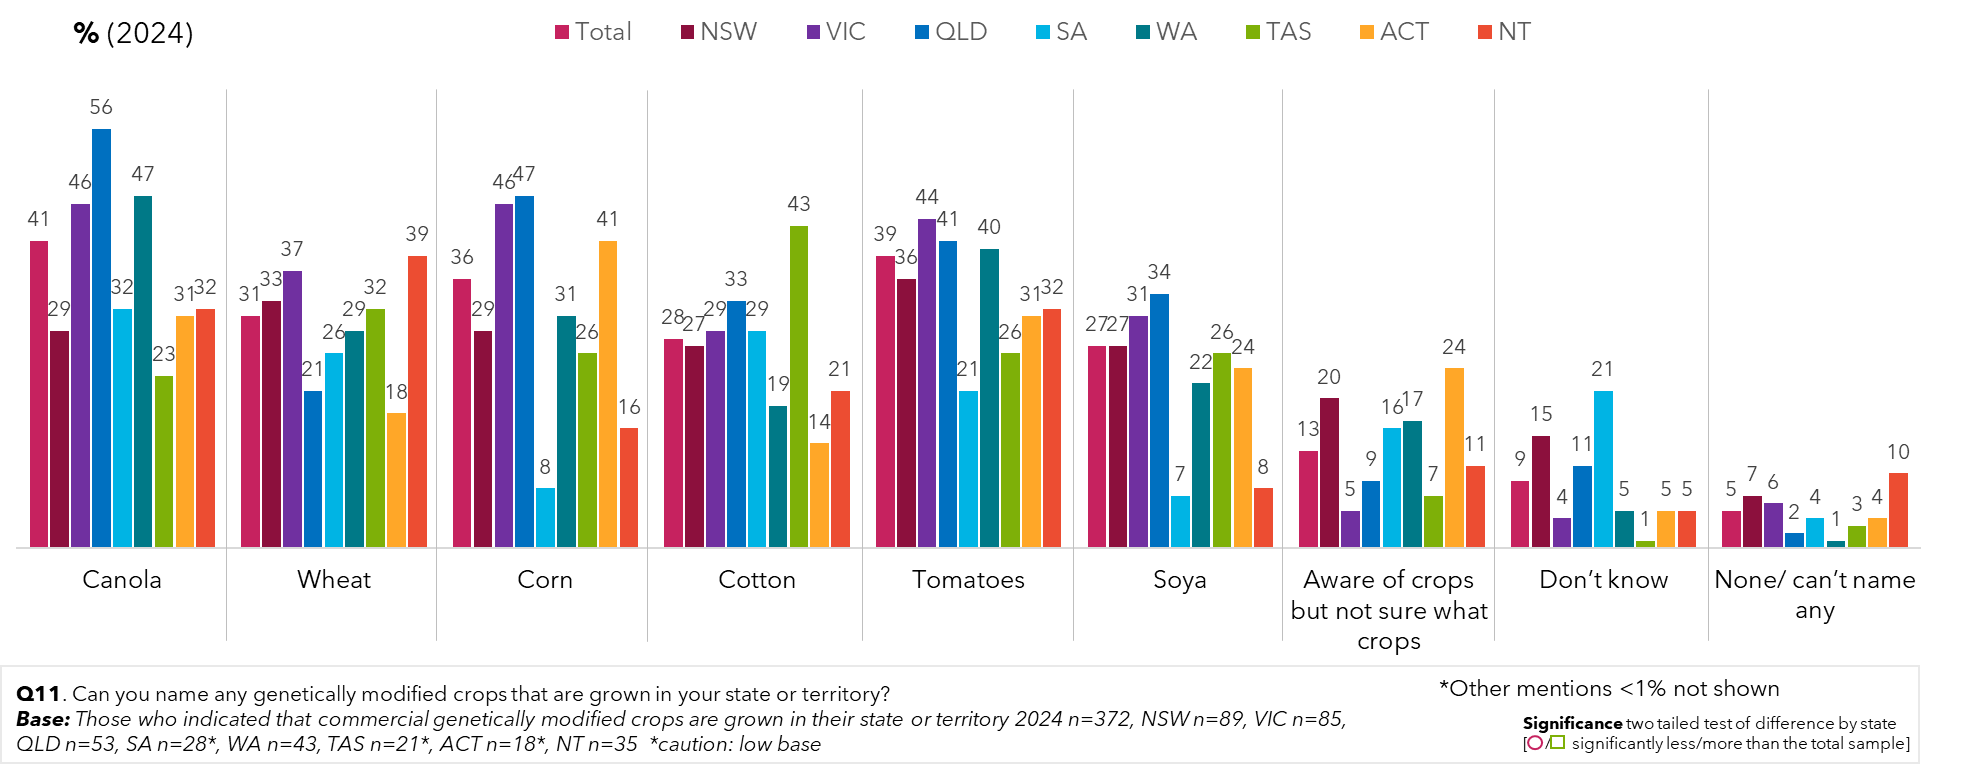 % (2024)
Total NSW VIC QLD SA WA TAS ACT NT
41 29 46 56 32 47 23 31 32
31 33 37 21 26 29 32 18 39
36 29 46 47 8 31 26 41 16
28 27 29 33 29 19 43 14 21
39 36 44 41 21 40 26 31 32
27 27 31 34 7 22 26 24 8
13 20 5 9 16 17 7 24 11
9 15 4 11 21 5 1 5 5
5 7 6 2 4 1 3 4 10
Canola
Wheat
Corn
Cotton
Tomatoes
Soya
Aware of crops
but not sure what
crops
Don’t know
None/ can’t name
any
Q11. Can you name any genetically modified crops that are grown in your state or territory?
Base: Those who indicated that commercial genetically modified crops are grown in their state or territory 2024 n=372, NSW n=89, VIC n=85,
QLD n=53, SA n=28*, WA n=43, TAS n=21*, ACT n=18*, NT n=35 *caution: low base
*Other mentions <1% not shown
Significance two tailed test of difference by state
[O/□ significantly less/more than the total sample]